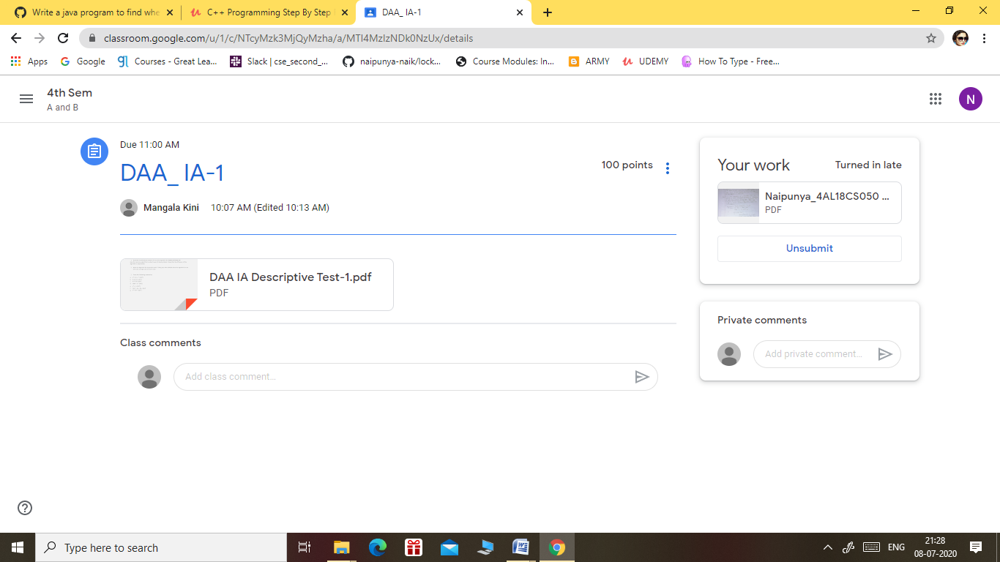 Write a java program to find whe
C++ Programming Step By Step
DAA_ IA-1
classroom.google.com/u/1/c/NTcyMzk3MjQyMzha/a/MTI4MzIzNDk0NzUx/details
Apps
Google
Courses - Great Lea...
Slack | cse_second_...
naipunya-naik/lock...
Course Modules: In...
ARMY
UDEMY
How To Type - Free...
4th Sem
A and B
N
Due 11:00 AM
DAA_ IA-1
100 points
Mangala Kini 10:07 AM (Edited 10:13 AM)
DAA IA Descriptive Test-1.pdf
PDF
Class comments
Add class comment...
Your work
Turned in late
Naipunya_4AL18CS050 ...
PDF
Unsubmit
Private comments
Add private comment...
Type here to search
ENG
21:28
08-07-2020